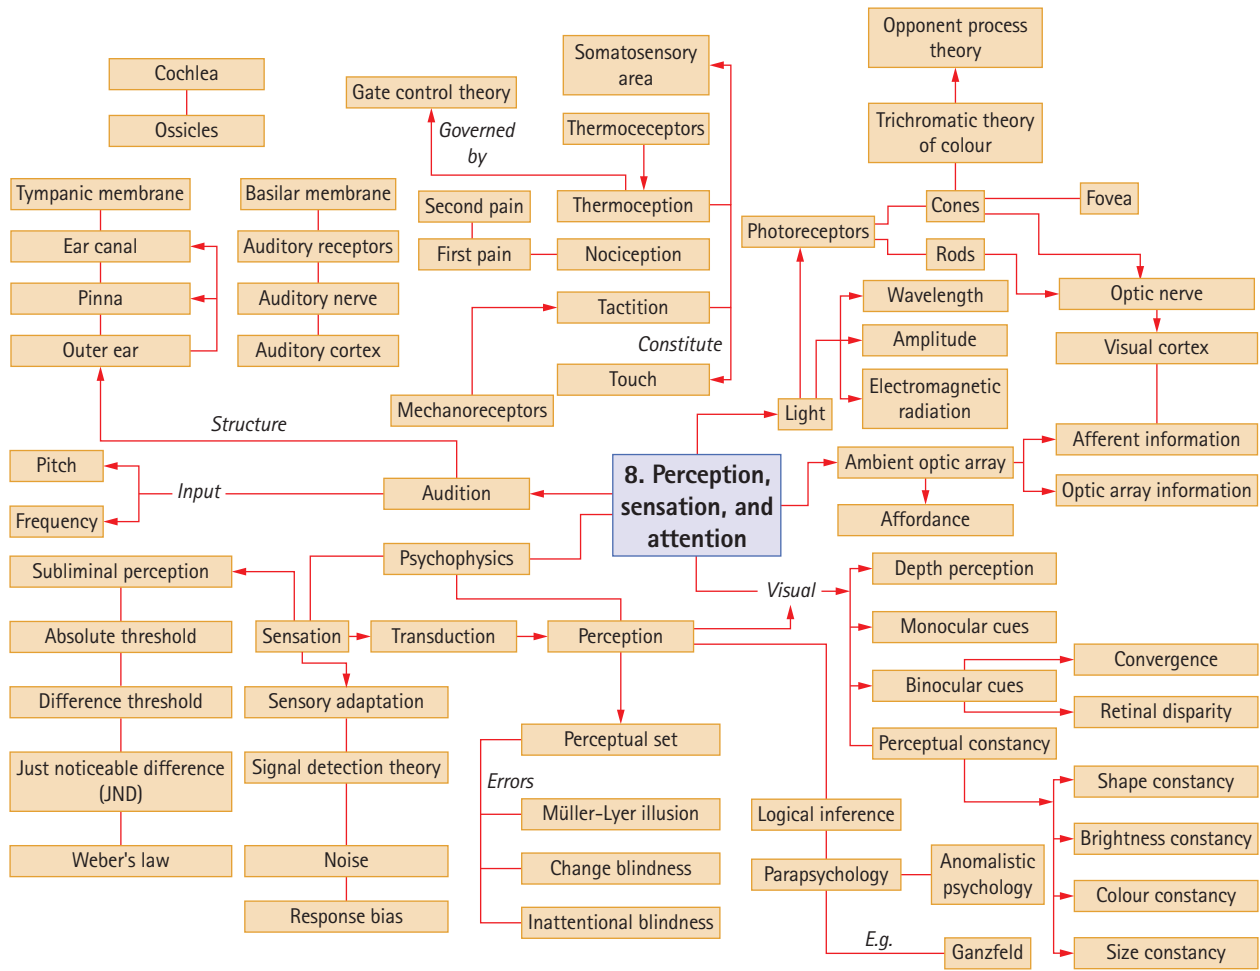 Opponent process
theory
Somatosensory
area
Cochlea
Gate control theory
Ossicles
Governed
by
Thermoceceptors
Trichromatic theory
of colour
Tympanic membrane
Basilar membrane
Second pain
Thermoception
Cones
Fovea
Photoreceptors
Ear canal
Auditory receptors
First pain
Nociception
Rods
Pinna
Auditory nerve
Tactition
Wavelength
Optic nerve
Outer ear
Auditory cortex
Constitute
Amplitude
Visual cortex
Touch
Electromagnetic
radiation
Mechanoreceptors
Light
Structure
Afferent information
Pitch
Ambient optic array
Input
Audition
8. Perception,
sensation, and
attention
Optic array information
Frequency
Affordance
Psychophysics
Subliminal perception
Visual
Depth perception
Absolute threshold
Sensation
Transduction
Perception
Monocular cues
Convergence
Difference threshold
Sensory adaptation
Binocular cues
Retinal disparity
Perceptual set
Perceptual constancy
Just noticeable difference
(JND)
Signal detection theory
Errors
Shape constancy
Müller-Lyer illusion
Logical inference
Brightness constancy
Weber's law
Noise
Change blindness
Parapsychology
Anomalistic
psychology
Colour constancy
Response bias
Inattentional blindness
E.g.
Ganzfeld
Size constancy